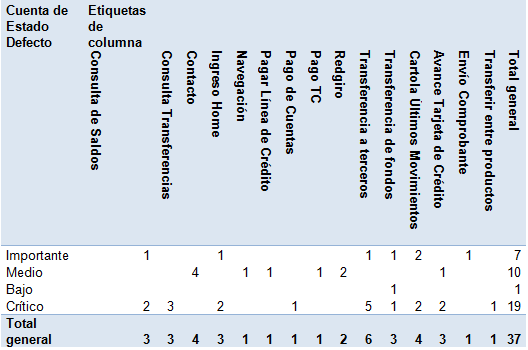 Cuenta de Estado Defecto Etiquetas de columna
Consulta de Saldos Consulta Transferencias Contacto Ingreso Home Navegación Pagar Línea de Crédito Pago de Cuentas Pago TC Redgiro Transferencia a terceros Transferencia de fondos Cartola Últimos Movimientos Avance Tarjeta de Crédito Envío Comprobante Transferir entre productos Total general
Importante 1 1 1 1 2 1 7
Medio 4 1 1 1 2 1 10
Bajo 1 1
Crítico 2 3 2 1 5 1 2 2 1 19
Total general 3 3 4 3 1 1 1 1 2 6 3 4 3 1 1 37